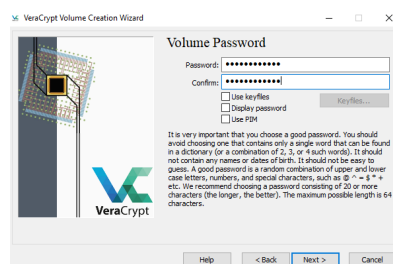 VeraCrypt Volume Creation Wizard
Volume Password
Password: ●●●●●●●●●●●●
Confirm: ●●●●●●●●●●●●
Use keyfiles
Keyfiles...
Display password
Use PIM
It is very important that you choose a good password. You should
avoid choosing one that contains only a single word that can be found
in a dictionary (or a combination of 2, 3, or 4 such words). It should
not contain any names or dates of birth. It should not be easy to
guess. A good password is a random combination of upper and lower
case letters, numbers, and special characters, such as @ ^ = $ * +
etc. We recommend choosing a password consisting of 20 or more
characters (the longer, the better). The maximum possible length is 64
characters.
VeraCrypt
Help
< Back
Next >
Cancel